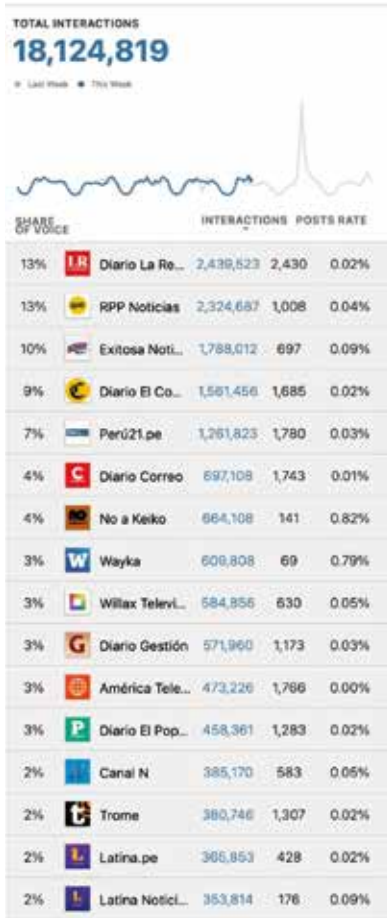 TOTAL INTERACTIONS
18,124,819
Last Week This Week
SHARE OF VOICE INTERACTIONS POSTS RATE
13% LR Diario La Re... 2,439,523 2,430 0.02%
13% RPP Noticias 2,324,687 1,008 0.04%
10% Exitosa Noti... 1,788,012 697 0.09%
9% Diario El Co... 1,561,456 1,685 0.02%
7% Perú21.pe 1,261,823 1,780 0.03%
4% C Diario Correo 697,108 1,743 0.01%
4% NO No a Keiko 664,108 141 0.82%
3% W Wayka 609,808 69 0.79%
3% Willax Televi... 584,856 630 0.05%
3% G Diario Gestión 571,960 1,173 0.03%
3% América Tele... 473,226 1,766 0.00%
3% P Diario El Pop... 458,361 1,283 0.02%
2% Canal N 385,170 583 0.05%
2% t Trome 380,746 1,307 0.02%
2% L Latina.pe 365,853 428 0.02%
2% L Latina Notici... 353,814 176 0.09%